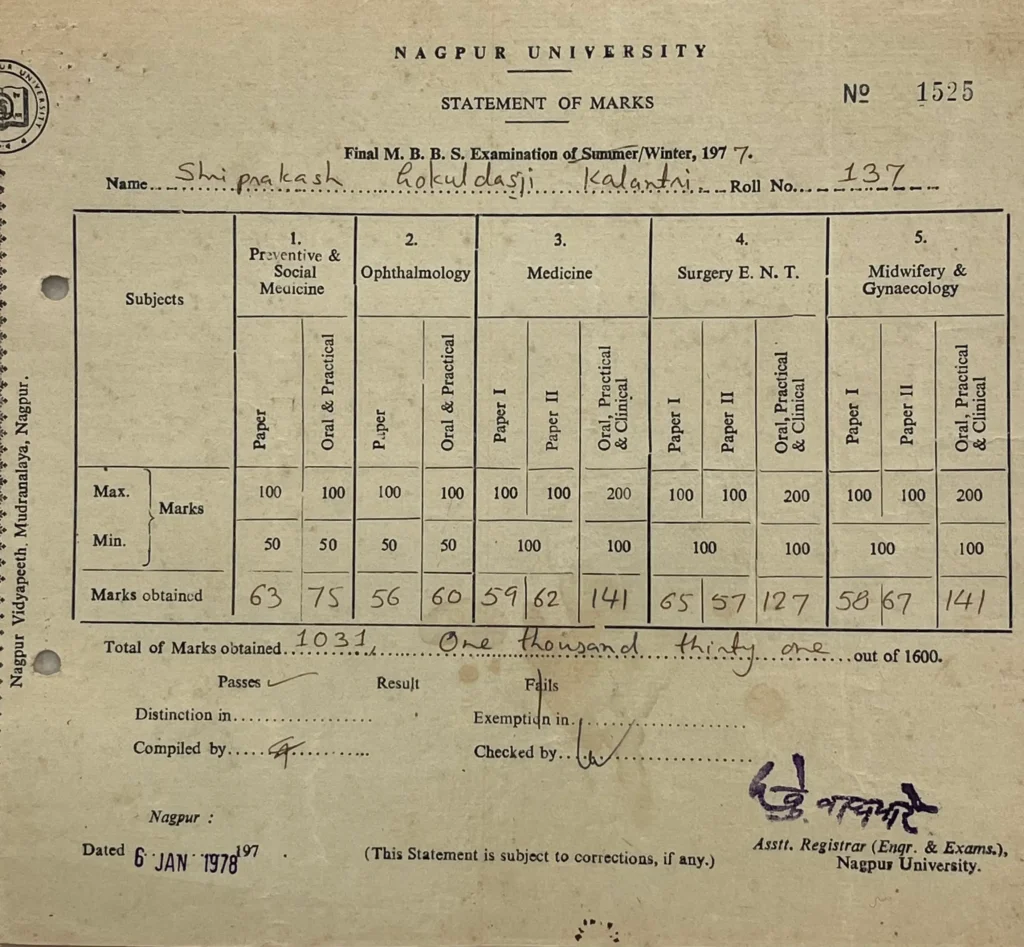 NAGPUR UNIVERSITY
STATEMENT OF MARKS
Nº 1525
Final M. B. B. S. Examination of Summer/Winter, 1977.
Name Shriprakash Gokuldasji Kalantri Roll No. 137
Subjects
1. Preventive & Social Medicine
2. Ophthalmology
3. Medicine
4. Surgery E. N. T.
5. Midwifery & Gynaecology
Paper Oral & Practical Paper Oral & Practical Paper I Paper II Oral, Practical & Clinical Paper I Paper II Oral, Practical & Clinical Paper I Paper II Oral, Practical & Clinical
Marks
Max. 100 100 100 100 100 100 200 100 100 200 100 100 200
Min. 50 50 50 50 100 100 100 100 100 100
Marks obtained 63 75 56 60 59 62 141 65 57 127 58 67 141
Total of Marks obtained 1031, One thousand thirty one out of 1600.
Passes ✓ Result Fails
Distinction in
Exemption in
Compiled by
Checked by
Nagpur :
Dated 6 JAN 1978 197 .
(This Statement is subject to corrections, if any.)
Asstt. Registrar (Engr. & Exams.),
Nagpur University.
Nagpur Vidyapeeth, Mudranalaya, Nagpur.